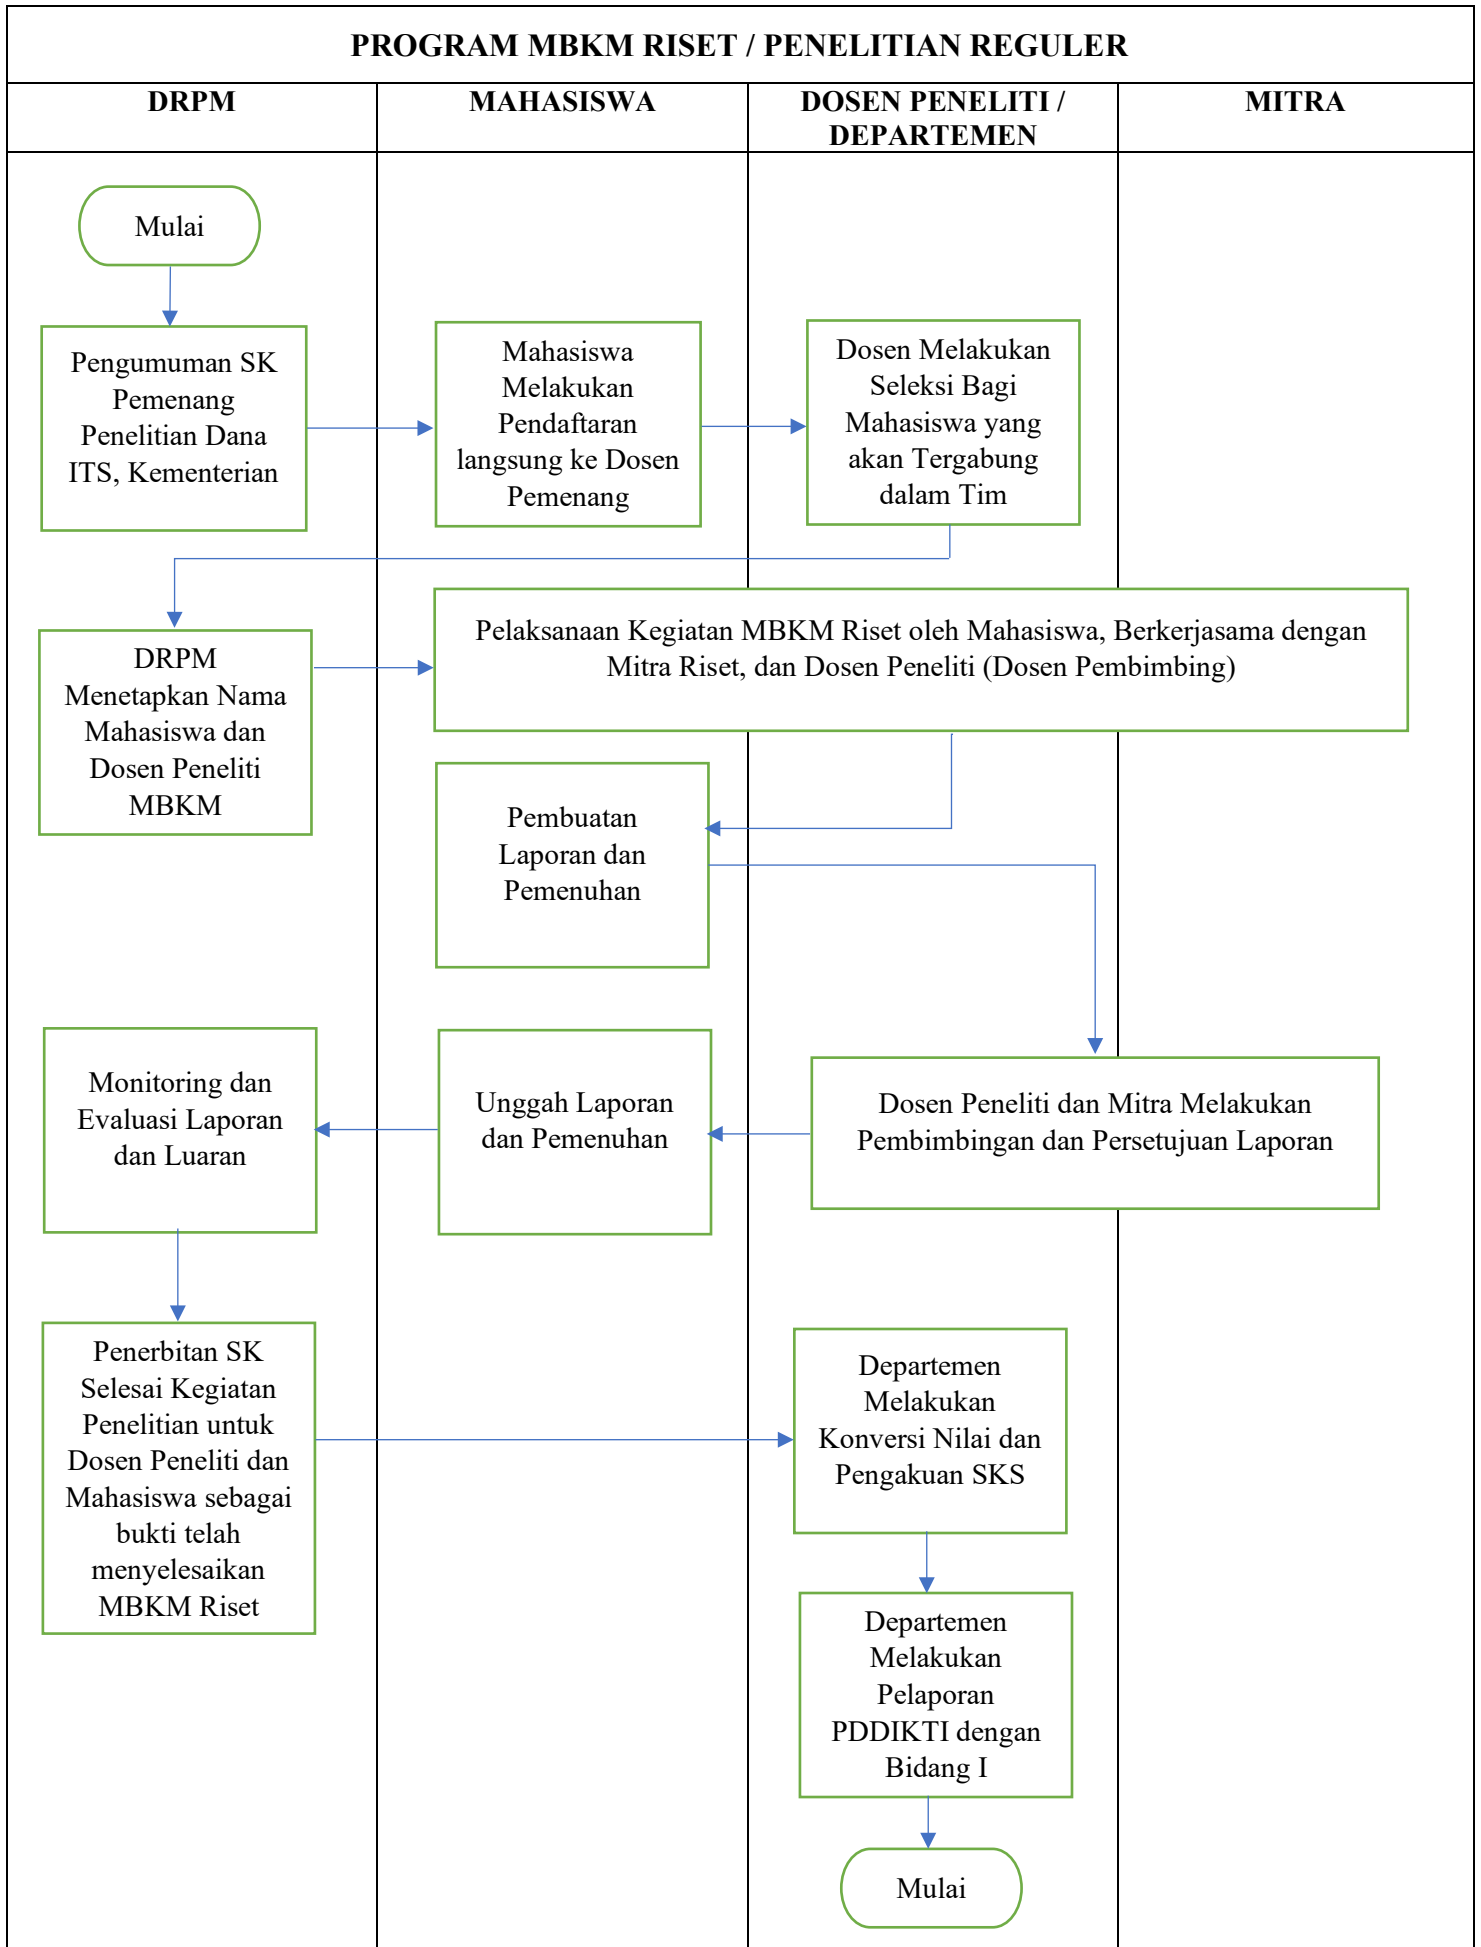 PROGRAM MBKM RISET / PENELITIAN REGULER
DRPM
MAHASISWA
DOSEN PENELITI /
DEPARTEMEN
MITRA
Mulai
Pengumuman SK
Pemenang
Penelitian Dana
ITS, Kementerian
Mahasiswa
Melakukan
Pendaftaran
langsung ke Dosen
Pemenang
Dosen Melakukan
Seleksi Bagi
Mahasiswa yang
akan Tergabung
dalam Tim
DRPM
Menetapkan Nama
Mahasiswa dan
Dosen Peneliti
MBKM
Pelaksanaan Kegiatan MBKM Riset oleh Mahasiswa, Berkerjasama dengan
Mitra Riset, dan Dosen Peneliti (Dosen Pembimbing)
Pembuatan
Laporan dan
Pemenuhan
Dosen Peneliti dan Mitra Melakukan
Pembimbingan dan Persetujuan Laporan
Unggah Laporan
dan Pemenuhan
Monitoring dan
Evaluasi Laporan
dan Luaran
Penerbitan SK
Selesai Kegiatan
Penelitian untuk
Dosen Peneliti dan
Mahasiswa sebagai
bukti telah
menyelesaikan
MBKM Riset
Departemen
Melakukan
Konversi Nilai dan
Pengakuan SKS
Departemen
Melakukan
Pelaporan
PDDIKTI dengan
Bidang I
Mulai